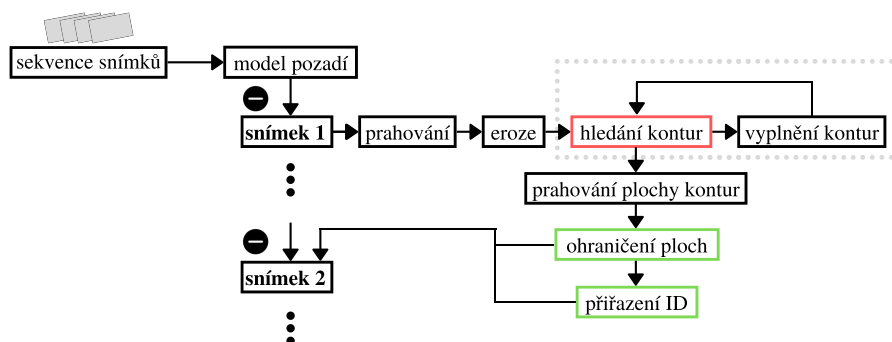 sekvence snímků
model pozadí
snímek 1
prahování
eroze
hledání kontur
vyplnění kontur
prahování plochy kontur
ohraničení ploch
snímek 2
přiřazení ID